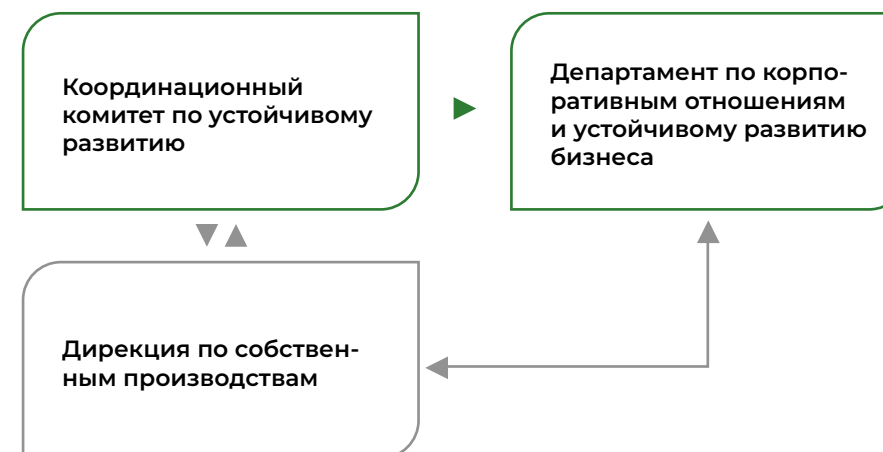 Координационный
комитет по устойчивому
развитию
Департамент по корпо-
ративным отношениям
и устойчивому развитию
бизнеса
Дирекция по собствен-
ным производствам